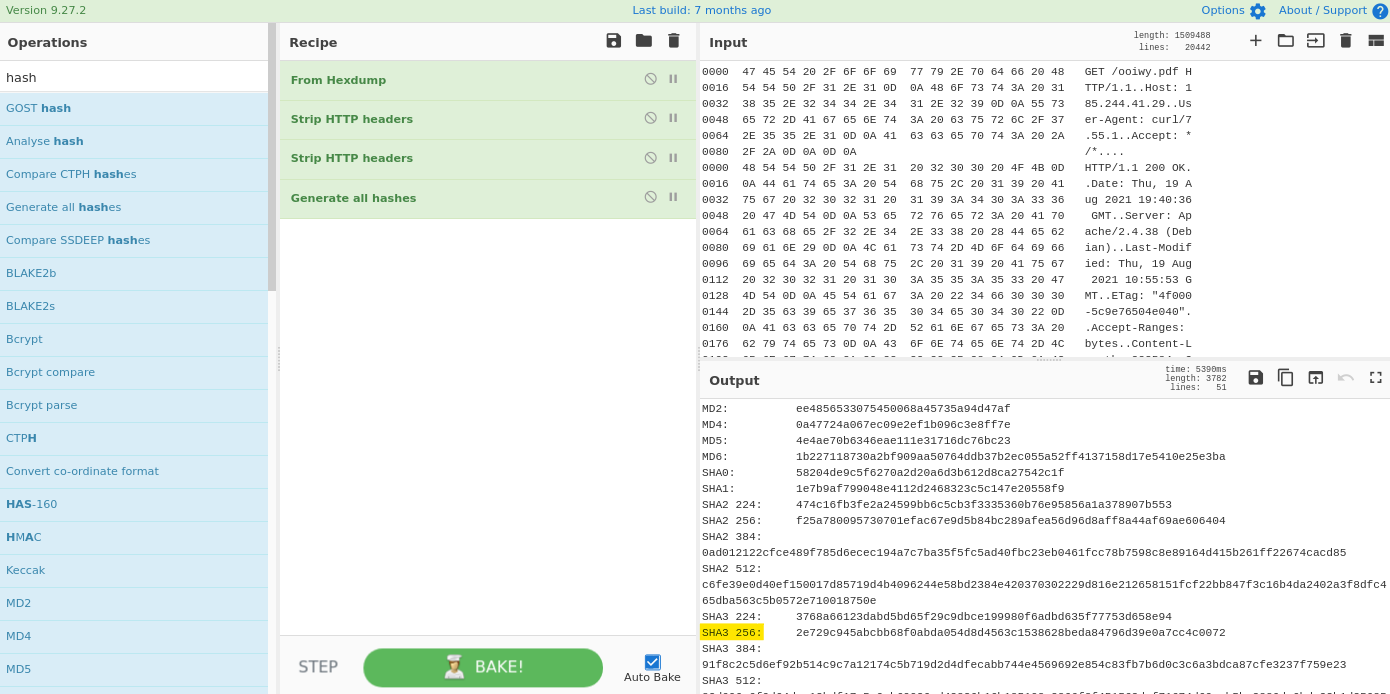 Version 9.27.2
Last build: 7 months ago
Options
About / Support
Operations
hash
GOST hash
Analyse hash
Compare CTPH hashes
Generate all hashes
Compare SSDEEP hashes
BLAKE2b
BLAKE2s
Bcrypt
Bcrypt compare
Bcrypt parse
CTPH
Convert co-ordinate format
HAS-160
HMAC
Keccak
MD2
MD4
MD5
Recipe
From Hexdump
Strip HTTP headers
Strip HTTP headers
Generate all hashes
STEP
BAKE!
Auto Bake
Input
length: 1509488
lines: 20442
0000 47 45 54 20 2F 6F 6F 69 77 79 2E 70 64 66 20 48 GET /ooiwy.pdf H
0016 54 54 50 2F 31 2E 31 0D 0A 48 6F 73 74 3A 20 31 TTP/1.1..Host: 1
0032 38 35 2E 32 34 34 2E 34 31 2E 32 39 0D 0A 55 73 85.244.41.29..Us
0048 65 72 2D 41 67 65 6E 74 3A 20 63 75 72 6C 2F 37 er-Agent: curl/7
0064 2E 35 35 2E 31 0D 0A 41 63 63 65 70 74 3A 20 2A .55.1..Accept: *
0080 2F 2A 0D 0A 0D 0A /*....
0000 48 54 54 50 2F 31 2E 31 20 32 30 30 20 4F 4B 0D HTTP/1.1 200 OK.
0016 0A 44 61 74 65 3A 20 54 68 75 2C 20 31 39 20 41 .Date: Thu, 19 A
0032 75 67 20 32 30 32 31 20 31 39 3A 34 30 3A 33 36 ug 2021 19:40:36
0048 20 47 4D 54 0D 0A 53 65 72 76 65 72 3A 20 41 70 GMT..Server: Ap
0064 61 63 68 65 2F 32 2E 34 2E 33 38 20 28 44 65 62 ache/2.4.38 (Deb
0080 69 61 6E 29 0D 0A 4C 61 73 74 2D 4D 6F 64 69 66 ian)..Last-Modif
0096 69 65 64 3A 20 54 68 75 2C 20 31 39 20 41 75 67 ied: Thu, 19 Aug
0112 20 32 30 32 31 20 31 30 3A 35 35 3A 35 33 20 47 2021 10:55:53 G
0128 4D 54 0D 0A 45 54 61 67 3A 20 22 34 66 30 30 30 MT..ETag: "4f000
0144 2D 35 63 39 65 37 36 35 30 34 65 30 34 30 22 0D -5c9e76504e040".
0160 0A 41 63 63 65 70 74 2D 52 61 6E 67 65 73 3A 20 .Accept-Ranges:
0176 62 79 74 65 73 0D 0A 43 6F 6E 74 65 6E 74 2D 4C bytes..Content-L
Output
time: 5390ms
length: 3782
lines: 51
MD2: ee4856533075450068a45735a94d47af
MD4: 0a47724a067ec09e2ef1b096c3e8ff7e
MD5: 4e4ae70b6346eae111e31716dc76bc23
MD6: 1b227118730a2bf909aa50764ddb37b2ec055a52ff4137158d17e5410e25e3ba
SHA0: 58204de9c5f6270a2d20a6d3b612d8ca27542c1f
SHA1: 1e7b9af799048e4112d2468323c5c147e20558f9
SHA2 224: 474c16fb3fe2a24599bb6c5cb3f3335360b76e95856a1a378907b553
SHA2 256: f25a780095730701efac67e9d5b84bc289afea56d96d8aff8a44af69ae606404
SHA2 384:
0ad012122cfce489f785d6ecec194a7c7ba35f5fc5ad40fbc23eb0461fcc78b7598c8e89164d415b261ff22674cacd85
SHA2 512:
c6fe39e0d40ef150017d85719d4b4096244e58bd2384e420370302229d816e212658151fcf22bb847f3c16b4da2402a3f8dfc4
65dba563c5b0572e710018750e
SHA3 224: 3768a66123dabd5bd65f29c9dbce199980f6adbd635f77753d658e94
SHA3 256: 2e729c945abcbb68f0abda054d8d4563c1538628beda84796d39e0a7cc4c0072
SHA3 384:
91f8c2c5d6ef92b514c9c7a12174c5b719d2d4dfecabb744e4569692e854c83fb7b9d0c3c6a3bdca87cfe3237f759e23
SHA3 512: